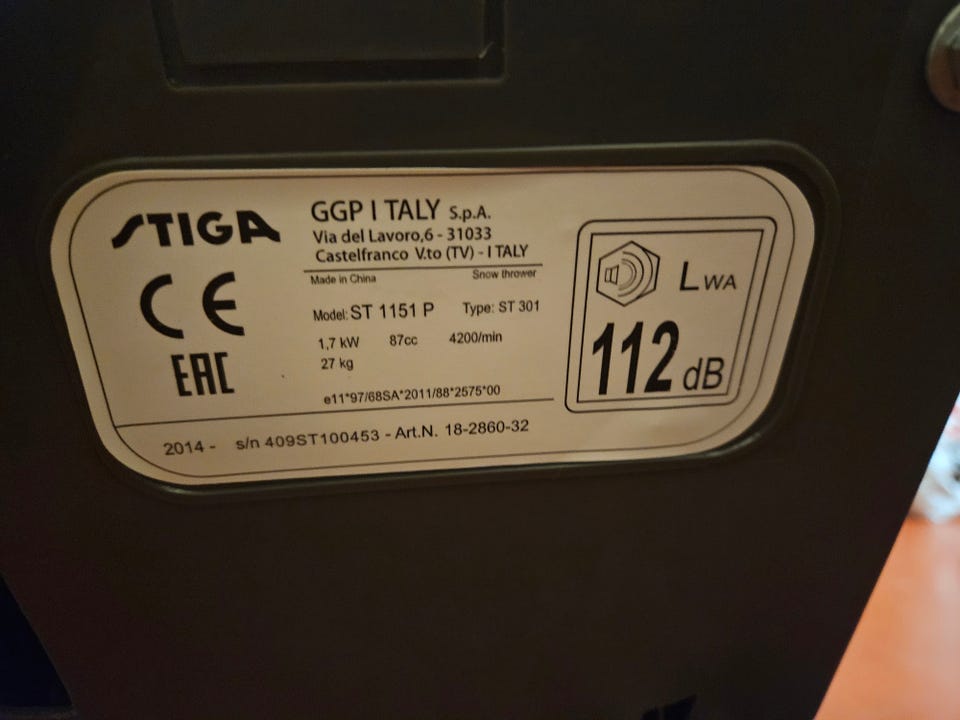 STIGA
CE
EAC
GGP I TALY S.p.A.
Via del Lavoro,6 - 31033
Castelfranco V.to (TV) - I TALY
Made in China Snow thrower
Model: ST 1151 P Type: ST 301
1,7 kW 87cc 4200/min
27 kg
e11*97/68SA*2011/88*2575*00
2014 - s/n 409ST100453 - Art.N. 18-2860-32
LWA
112 dB